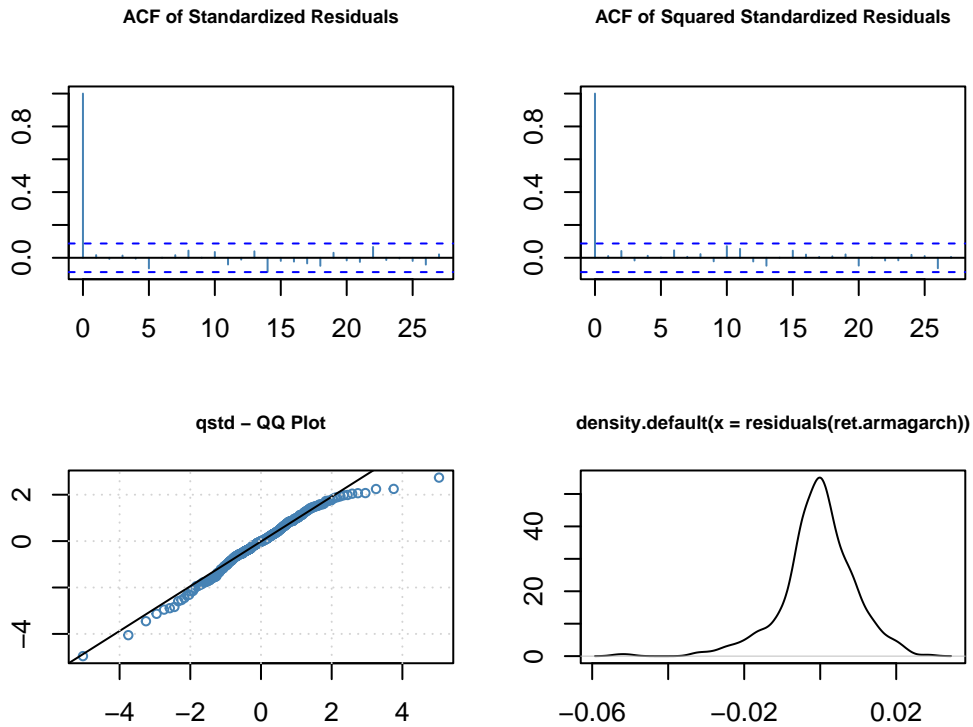 ACF of Standardized Residuals
0.0 0.4 0.8
0 5 10 15 20 25
ACF of Squared Standardized Residuals
0.0 0.4 0.8
0 5 10 15 20 25
qstd − QQ Plot
−4 0 2
−4 −2 0 2 4
density.default(x = residuals(ret.armagarch))
0 20 40
−0.06 −0.02 0.02